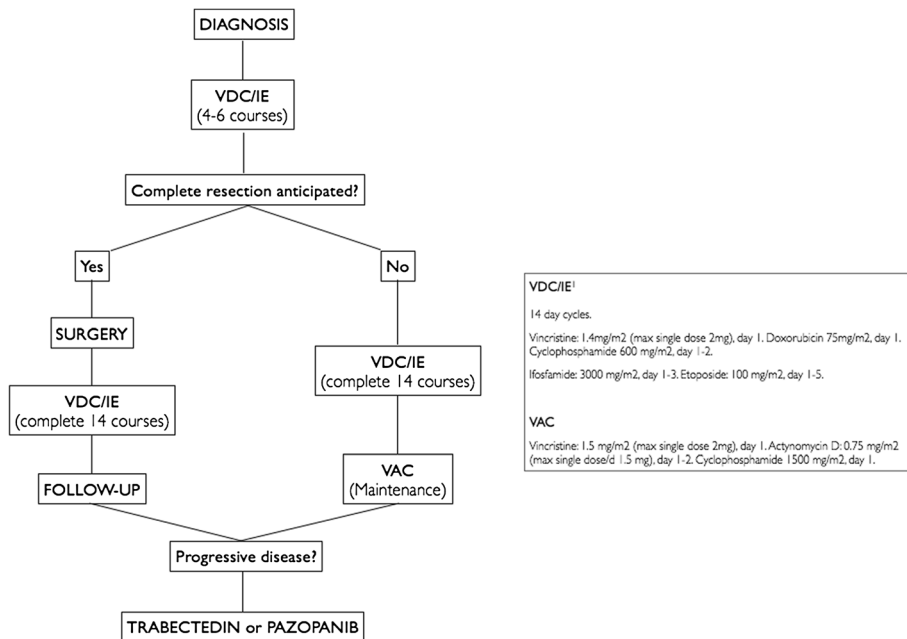 DIAGNOSIS
VDC/IE
(4-6 courses)
Complete resection anticipated?
Yes
No
SURGERY
VDC/IE
(complete 14 courses)
VDC/IE
(complete 14 courses)
FOLLOW-UP
VAC
(Maintenance)
Progressive disease?
TRABECTEDIN or PAZOPANIB
VDC/IE¹
14 day cycles.
Vincristine: 1.4mg/m2 (max single dose 2mg), day 1. Doxorubicin 75mg/m2, day 1.
Cyclophosphamide 600 mg/m2, day 1-2.
Ifosfamide: 3000 mg/m2, day 1-3. Etoposide: 100 mg/m2, day 1-5.
VAC
Vincristine: 1.5 mg/m2 (max single dose 2mg), day 1. Actynomycin D: 0.75 mg/m2
(max single dose/d 1.5 mg), day 1-2. Cyclophosphamide 1500 mg/m2, day 1.